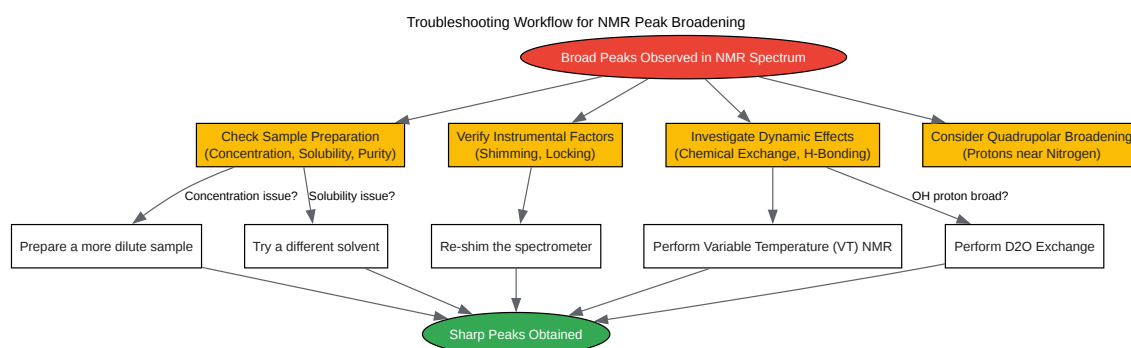 Troubleshooting Workflow for NMR Peak Broadening
Broad Peaks Observed in NMR Spectrum
Check Sample Preparation
(Concentration, Solubility, Purity)
Verify Instrumental Factors
(Shimming, Locking)
Investigate Dynamic Effects
(Chemical Exchange, H-Bonding)
Consider Quadrupolar Broadening
(Protons near Nitrogen)
Concentration issue?
Solubility issue?
OH proton broad?
Prepare a more dilute sample
Try a different solvent
Re-shim the spectrometer
Perform Variable Temperature (VT) NMR
Perform D2O Exchange
Sharp Peaks Obtained